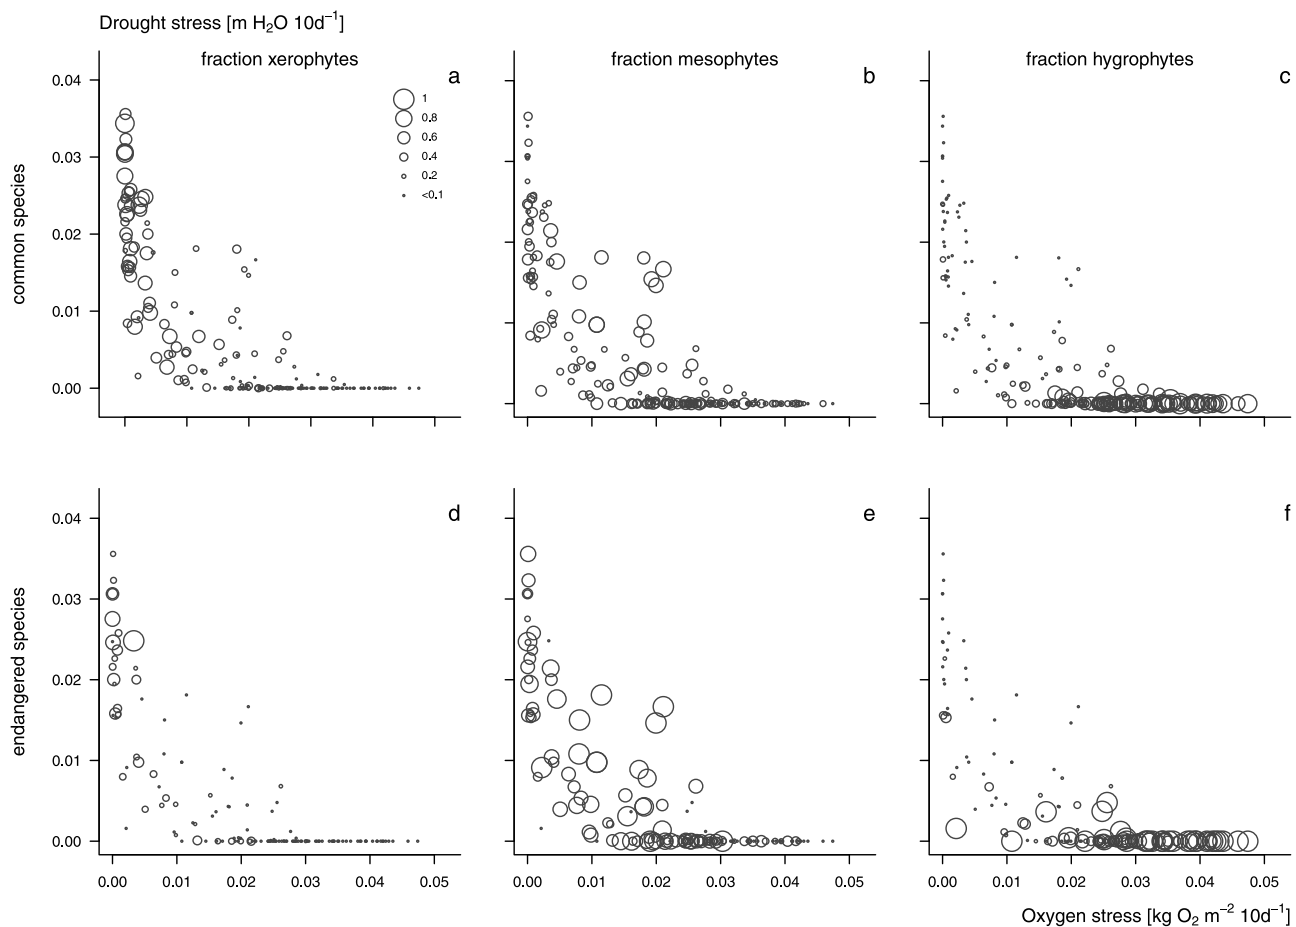 Drought stress [m H₂O 10d⁻¹]
fraction xerophytes
a
fraction mesophytes
b
fraction hygrophytes
c
1
0.8
0.6
0.4
0.2
<0.1
common species
0.04
0.03
0.02
0.01
0.00
d
e
f
endangered species
0.04
0.03
0.02
0.01
0.00
0.00 0.01 0.02 0.03 0.04 0.05
0.00 0.01 0.02 0.03 0.04 0.05
0.00 0.01 0.02 0.03 0.04 0.05
Oxygen stress [kg O₂ m⁻² 10d⁻¹]